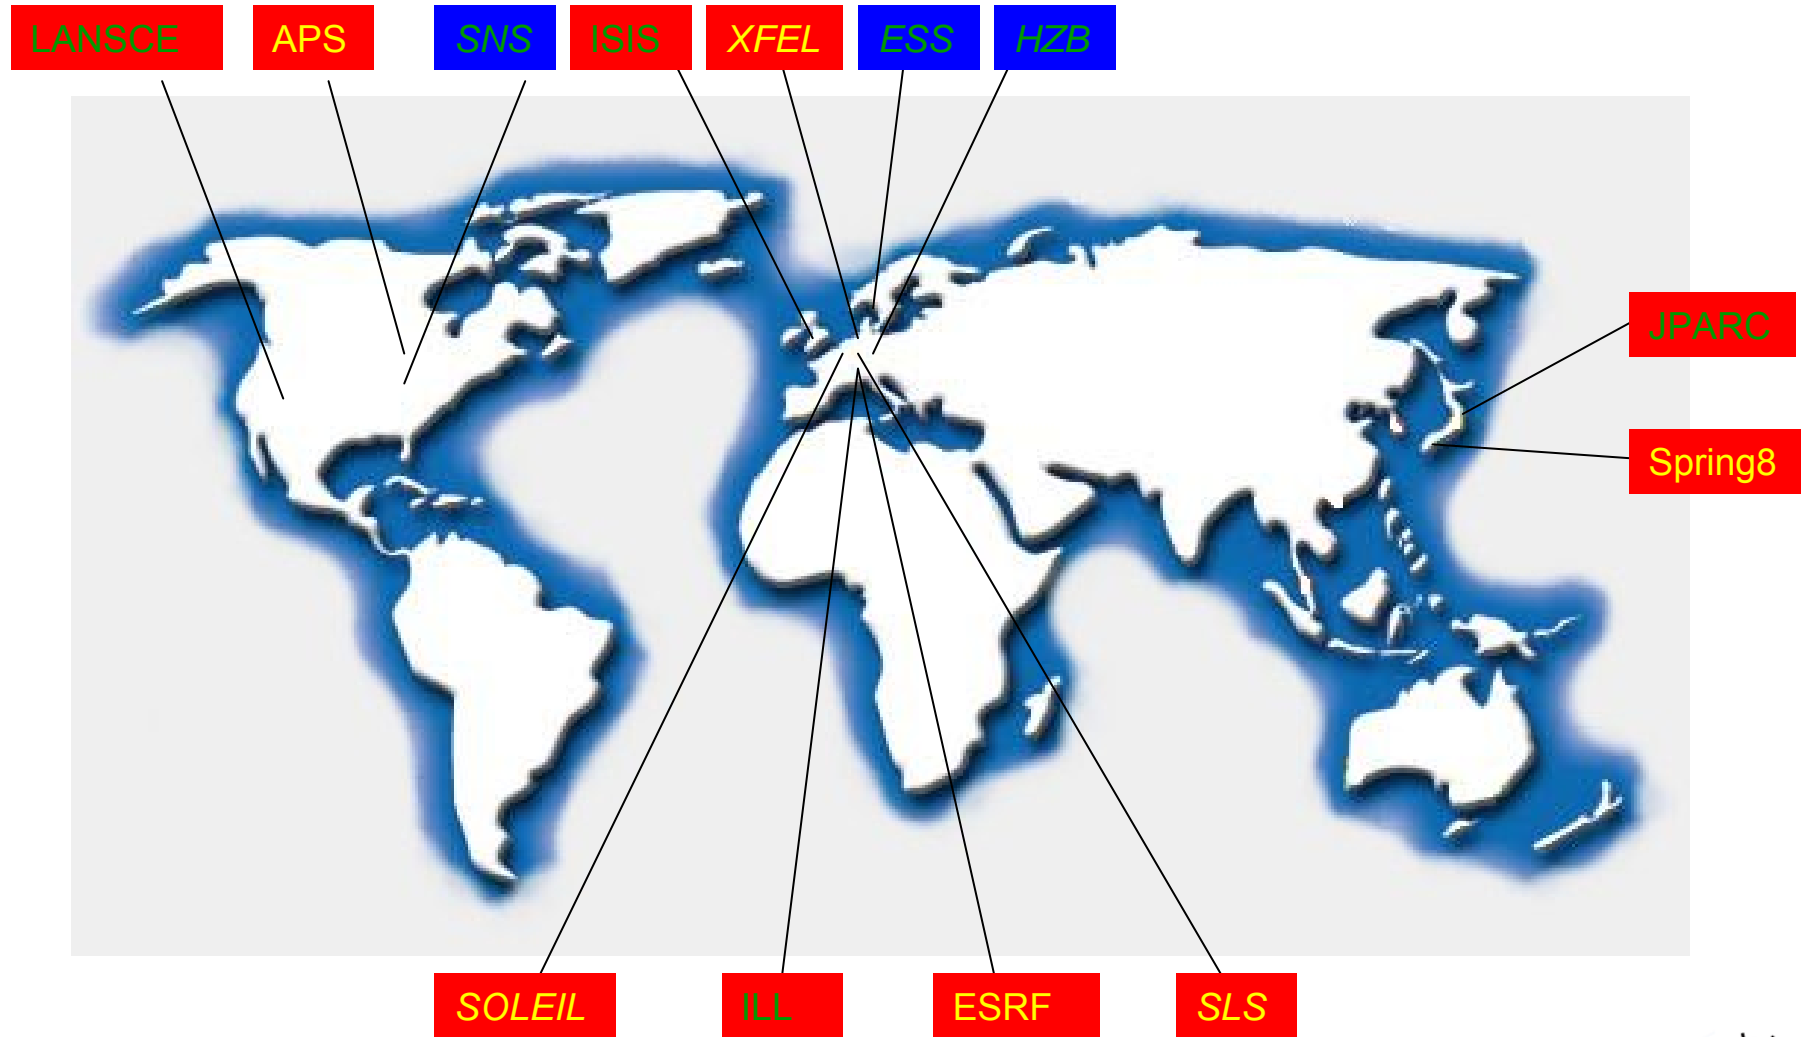 LANSCE
APS
SNS
ISIS
XFEL
ESS
HZB
JPARC
Spring8
SOLEIL
ILL
ESRF
SLS